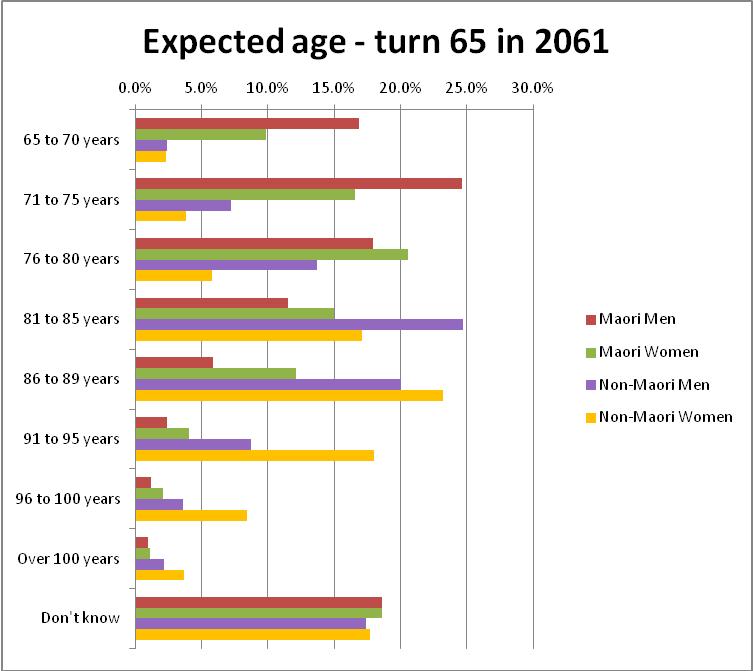 Expected age - turn 65 in 2061
0.0% 5.0% 10.0% 15.0% 20.0% 25.0% 30.0%
65 to 70 years
71 to 75 years
76 to 80 years
81 to 85 years
86 to 89 years
91 to 95 years
96 to 100 years
Over 100 years
Don't know
Maori Men
Maori Women
Non-Maori Men
Non-Maori Women